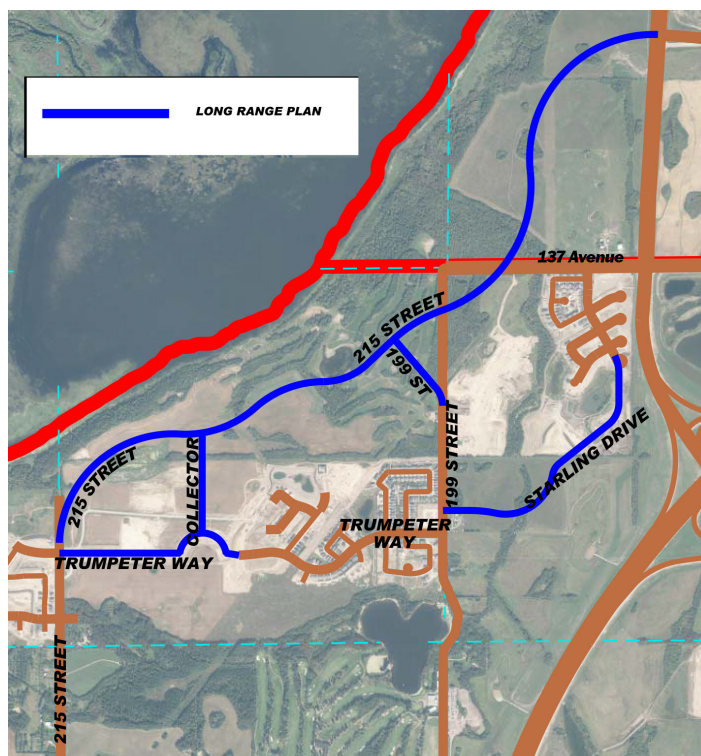 LONG RANGE PLAN
137 Avenue
215 STREET
199 ST
199 STREET
215 STREET
COLLECTOR
STARLING DRIVE
TRUMPETER
WAY
TRUMPETER WAY
215 STREET